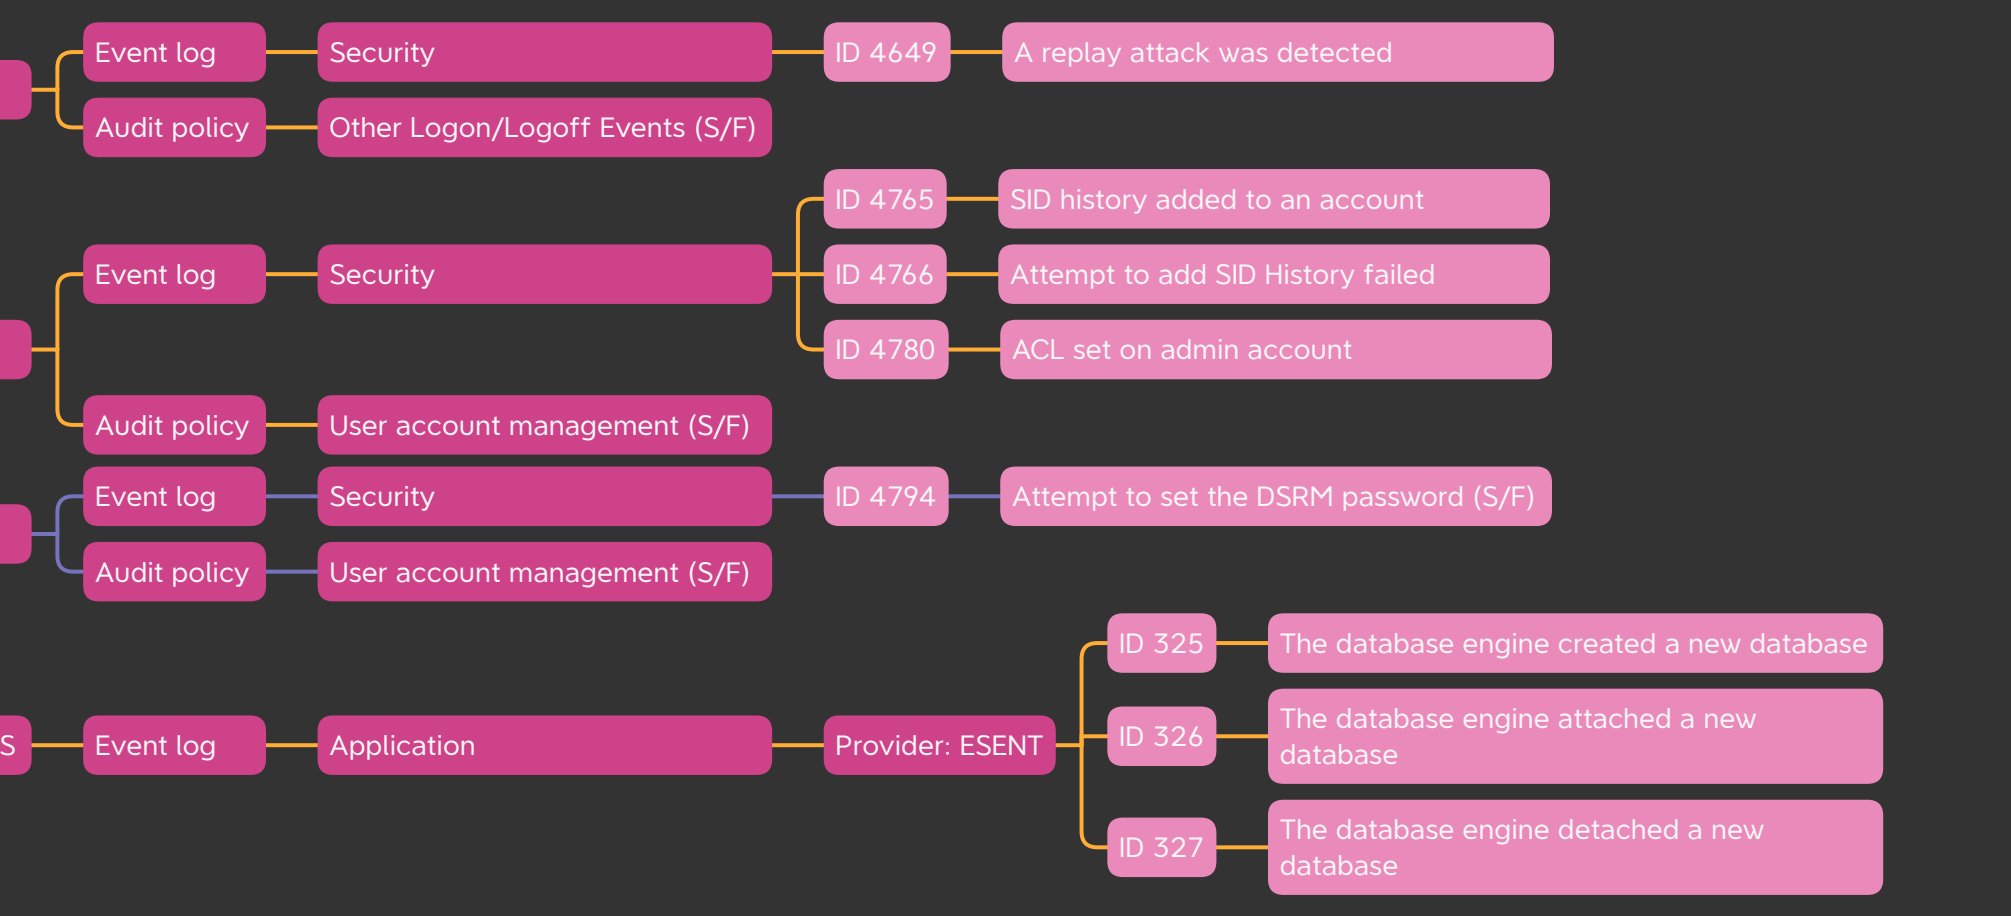 Event log
Security
ID 4649
A replay attack was detected
Audit policy
Other Logon/Logoff Events (S/F)
ID 4765
SID history added to an account
Event log
Security
ID 4766
Attempt to add SID History failed
ID 4780
ACL set on admin account
Audit policy
User account management (S/F)
Event log
Security
ID 4794
Attempt to set the DSRM password (S/F)
Audit policy
User account management (S/F)
ID 325
The database engine created a new database
S
Event log
Application
Provider: ESENT
ID 326
The database engine attached a new
database
ID 327
The database engine detached a new
database